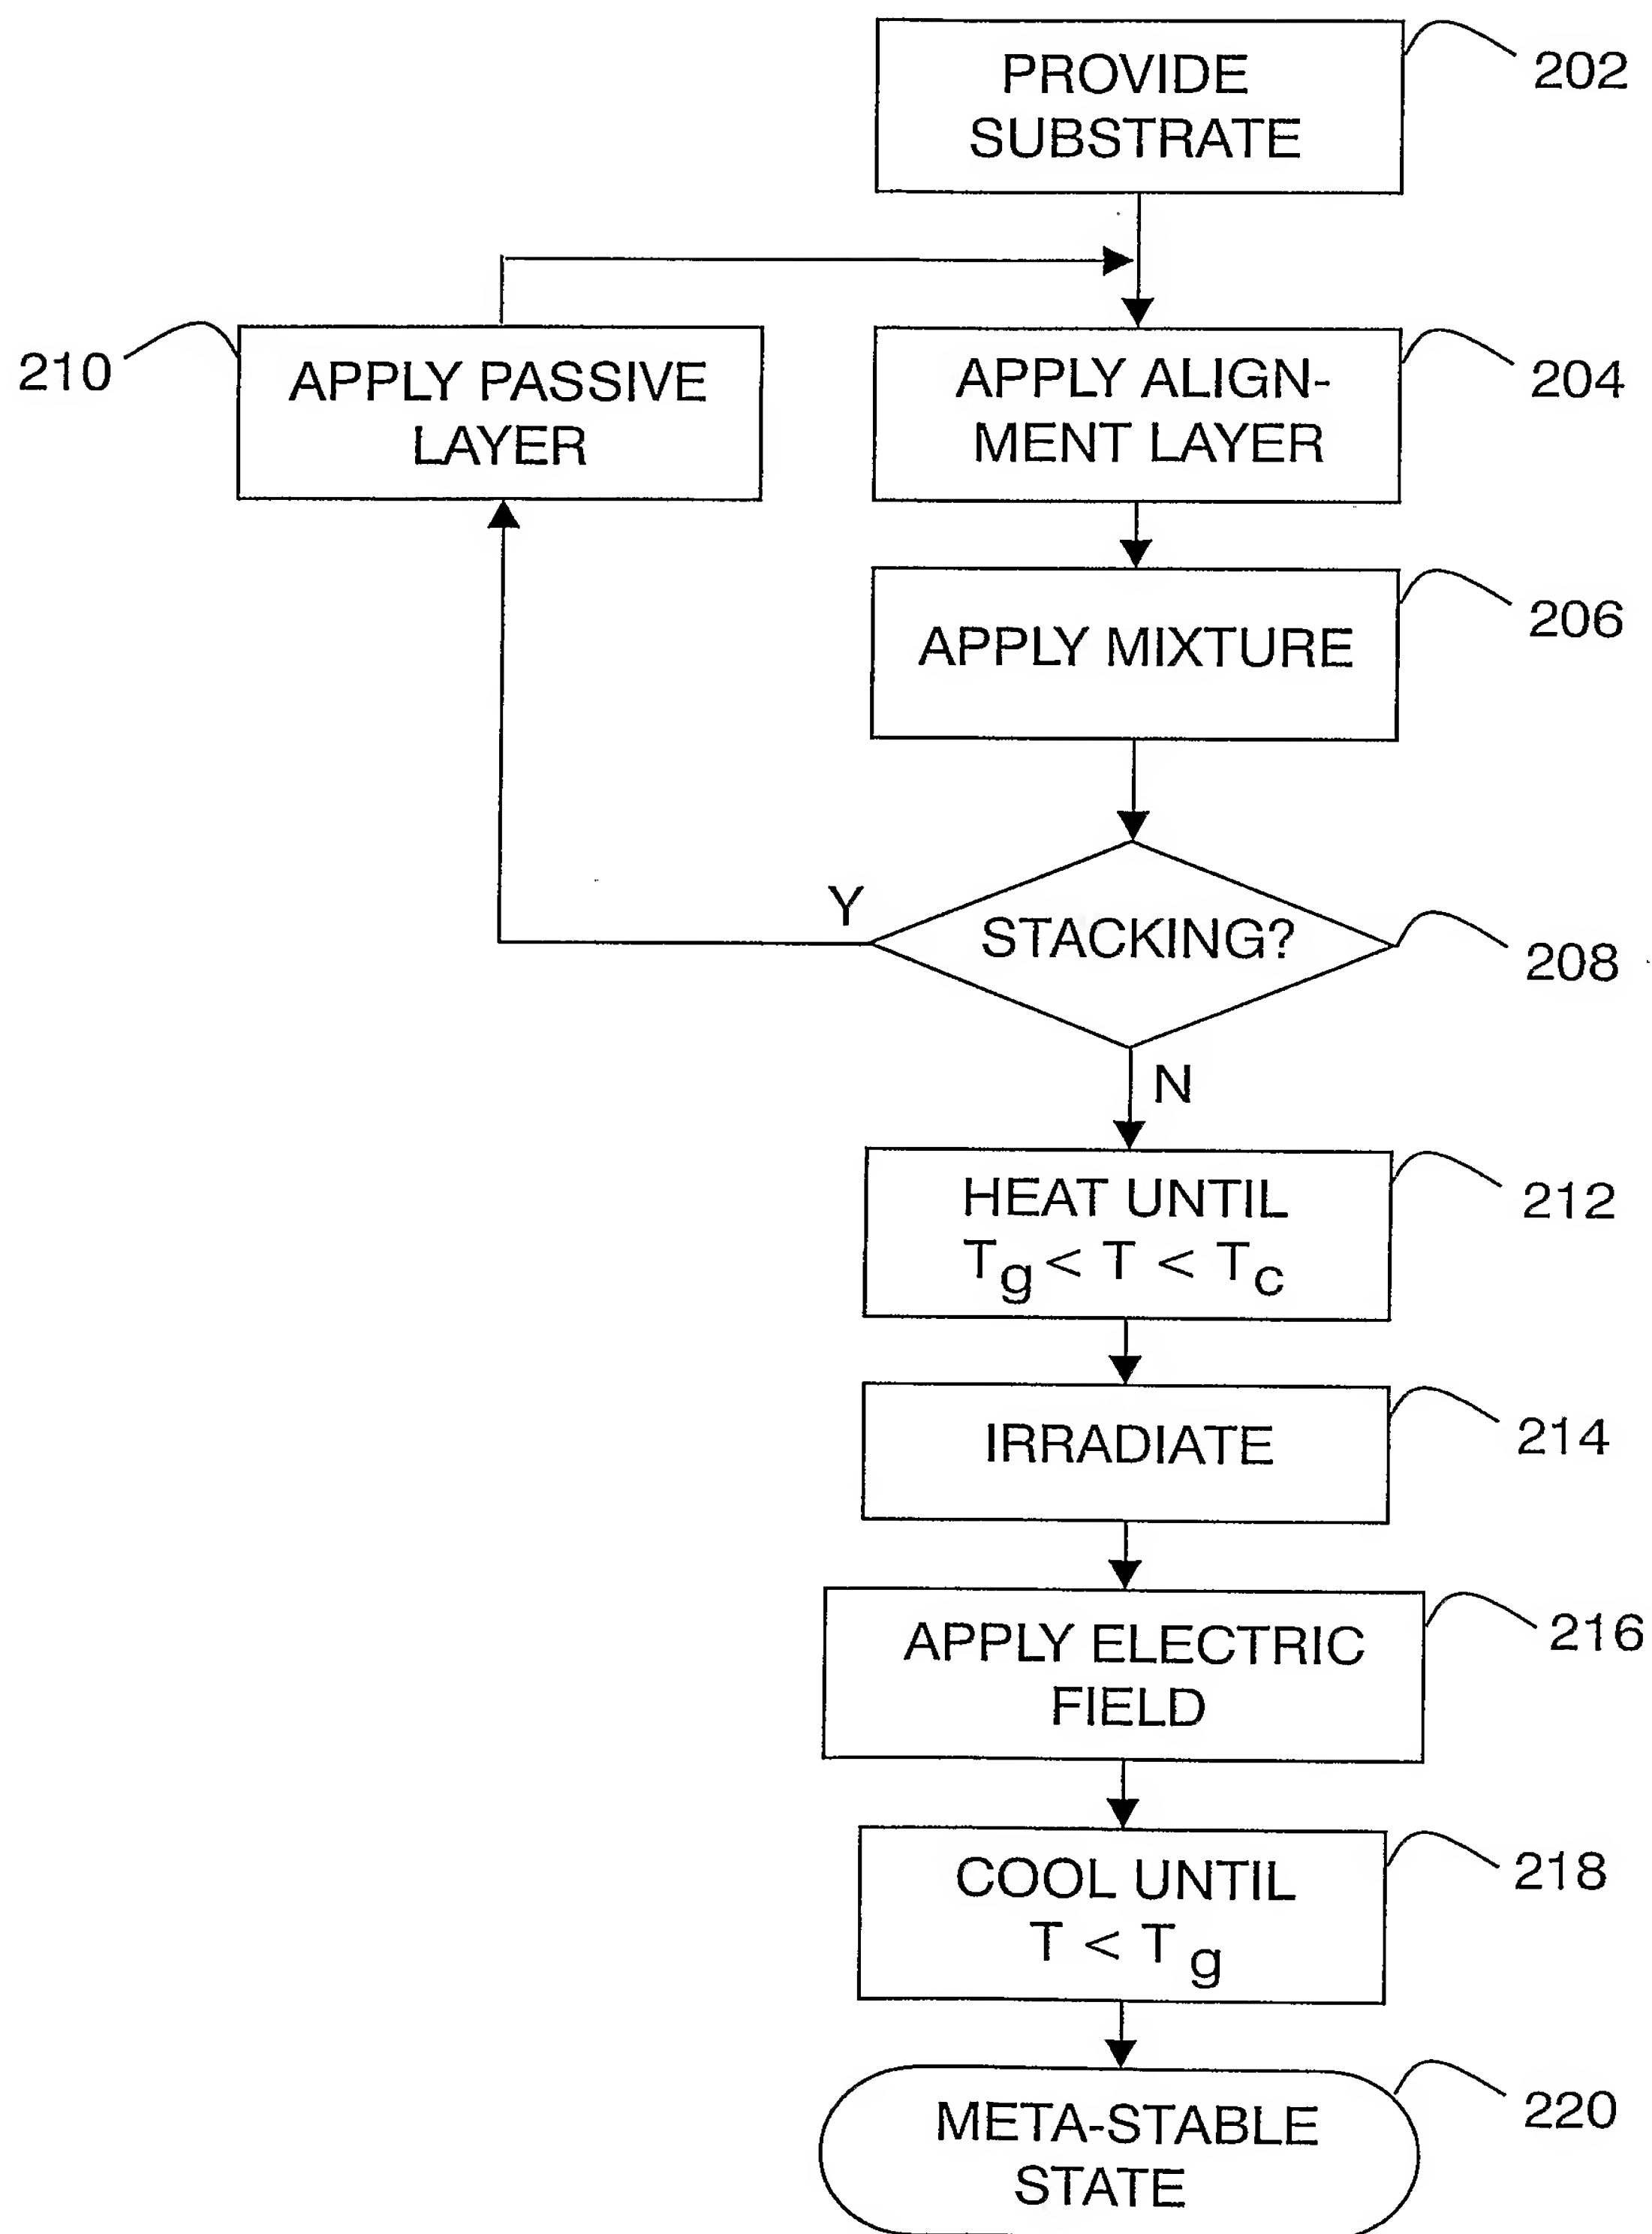 PROVIDE
SUBSTRATE
202
210
APPLY PASSIVE
LAYER
APPLY ALIGN-
MENT LAYER
204
APPLY MIXTURE
206
Y
STACKING?
208
N
HEAT UNTIL
Tg < T < Tc
212
IRRADIATE
214
APPLY ELECTRIC
FIELD
216
COOL UNTIL
T < Tg
218
META-STABLE
STATE
220